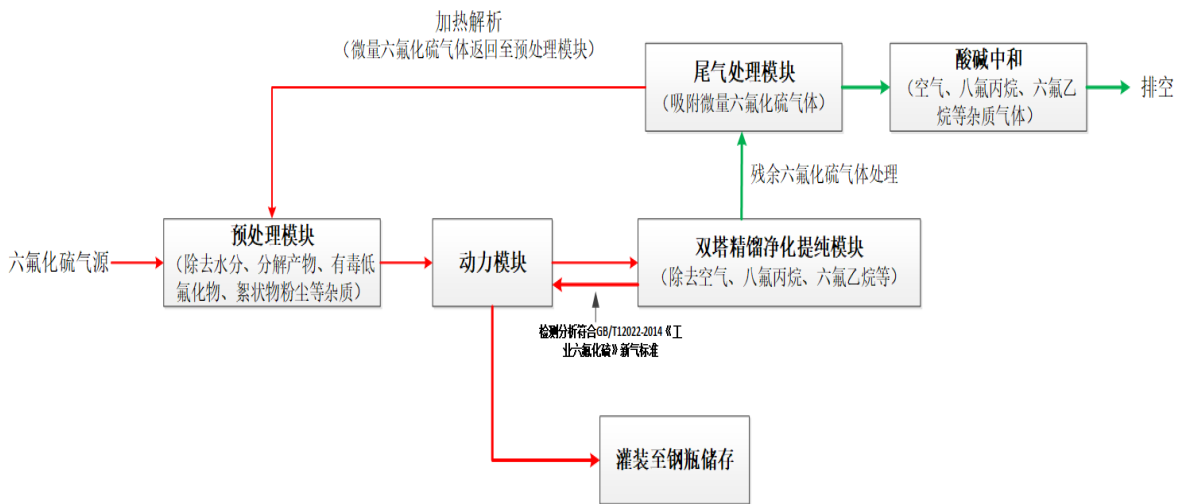 加热解析
（微量六氟化硫气体返回至预处理模块）
尾气处理模块
（吸附微量六氟化硫气体）
酸碱中和
（空气、八氟丙烷、六氟乙
烷等杂质气体）
排空
残余六氟化硫气体处理
六氟化硫气源
预处理模块
（除去水分、分解产物、有毒低
氟化物、絮状物粉尘等杂质）
动力模块
双塔精馏净化提纯模块
（除去空气、八氟丙烷、六氟乙烷等）
检测分析符合GB/T12022-2014《工
业六氟化硫》新气标准
灌装至钢瓶储存